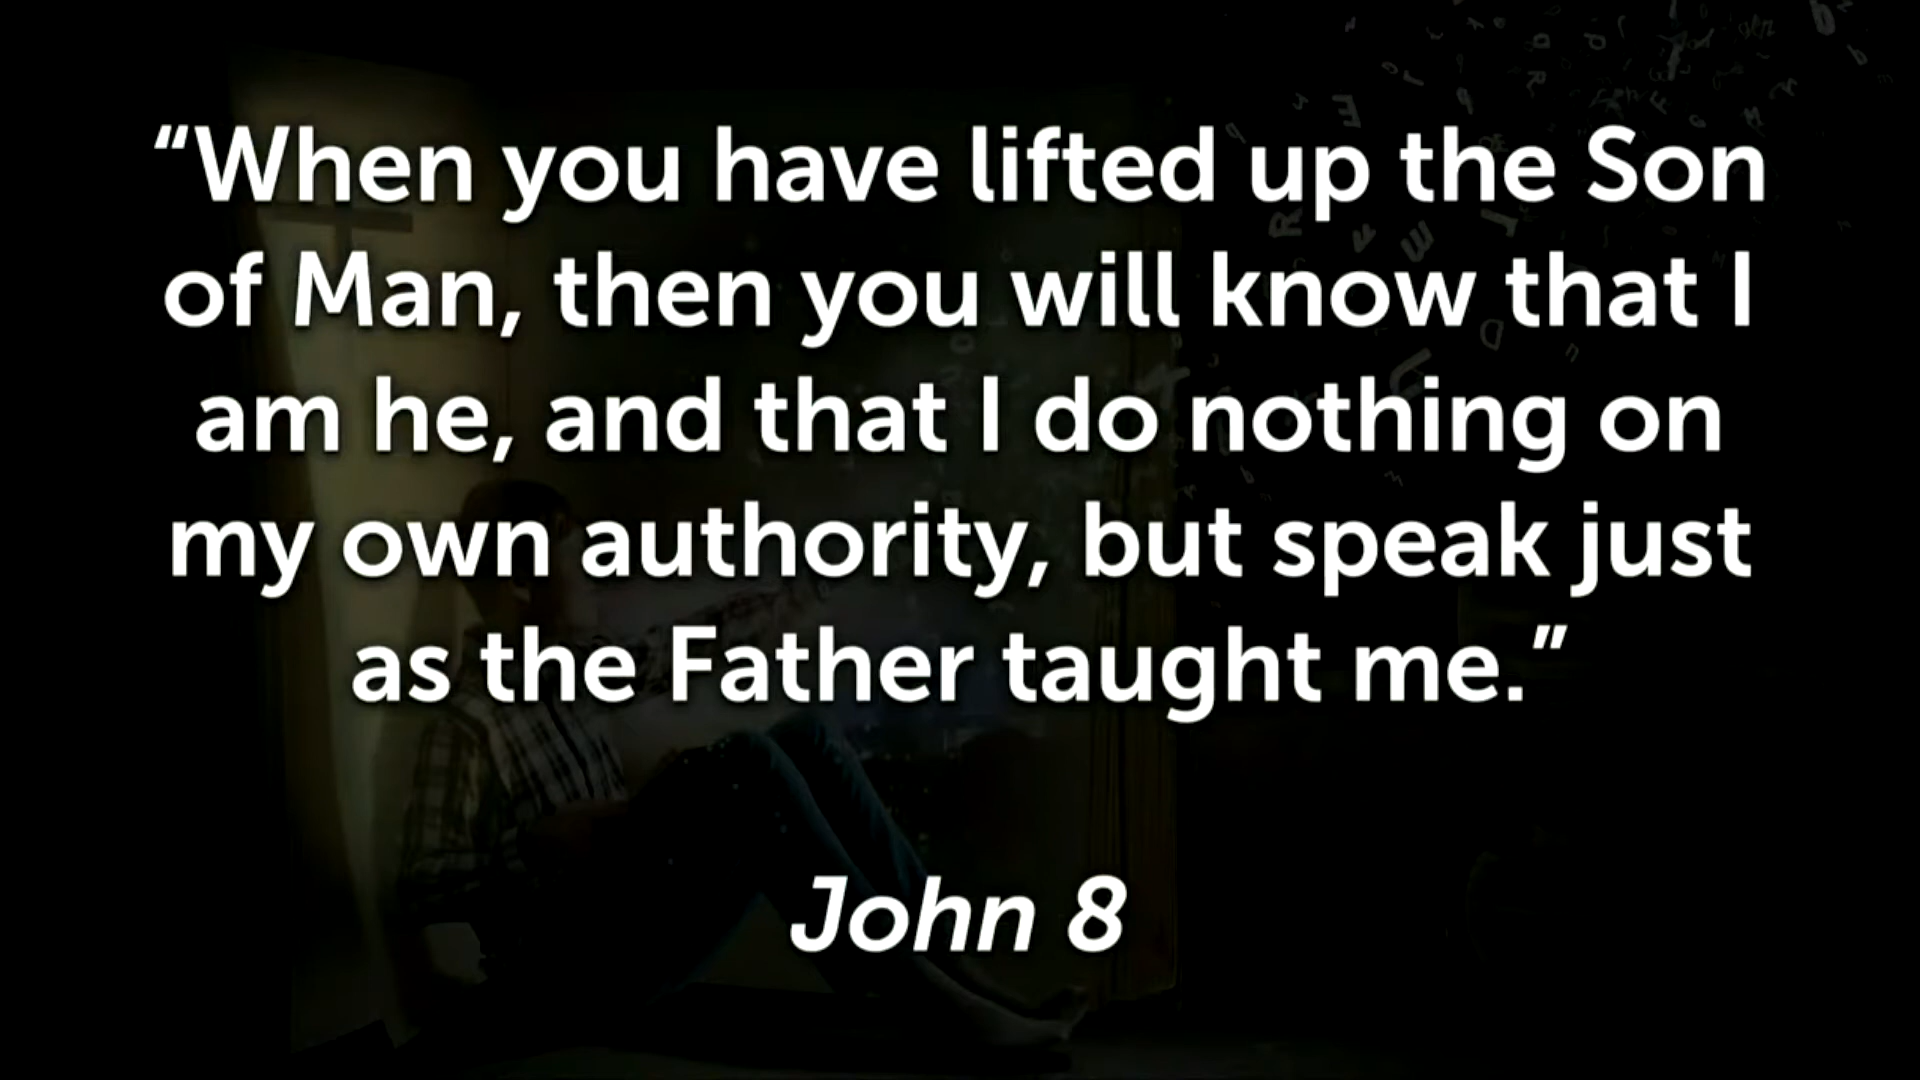 “When you have lifted up the Son
of Man, then you will know that I
am he, and that I do nothing on
my own authority, but speak just
as the Father taught me.”
John 8